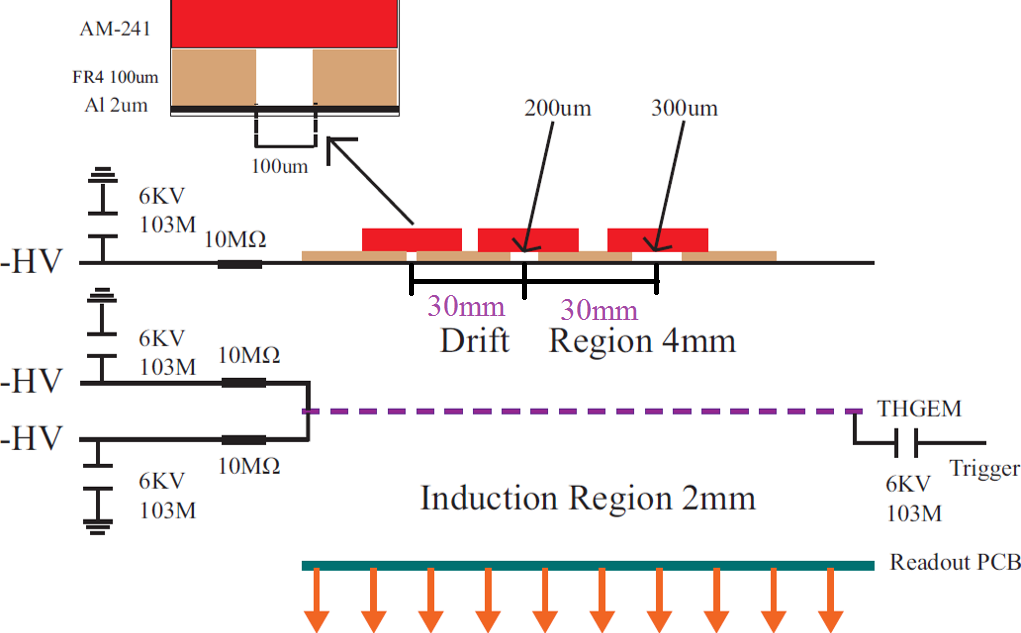 AM-241
FR4 100um
Al 2um
100um
200um
300um
6KV
103M
10MΩ
-HV
30mm
30mm
Drift Region 4mm
6KV
103M
10MΩ
-HV
THGEM
-HV
10MΩ
6KV
103M
Trigger
6KV
103M
Induction Region 2mm
Readout PCB